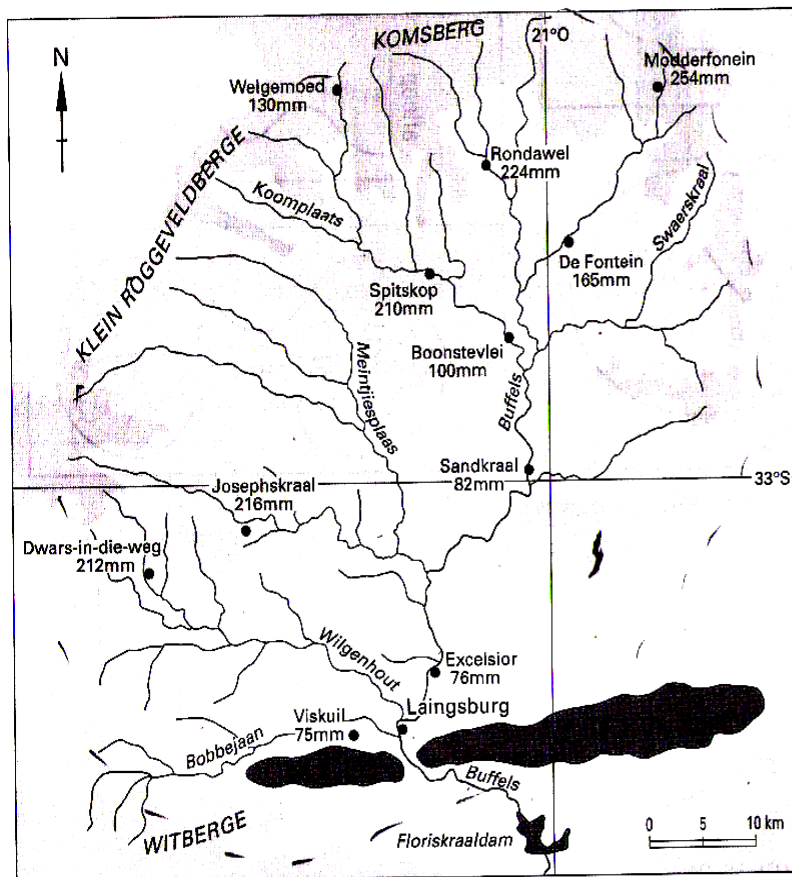 KOMSBERG
21°0
N
Modderfonein
254mm
Welgemoed
130mm
Rondawel
224mm
KLEIN ROGGEVELDBERGE
Koomplaats
Swaerskraal
De Fontein
165mm
Spitskop
210mm
Boonstevlei
100mm
Meintjiesplaas
Buffels
Sandkraal
82mm
33°S
Josephskraal
216mm
Dwars-in-die-weg
212mm
Wilgenhout
Excelsior
76mm
Laingsburg
Viskuil
75mm
Bobbejaan
Buffels
WITBERGE
Floriskraaldam
0 5 10 km